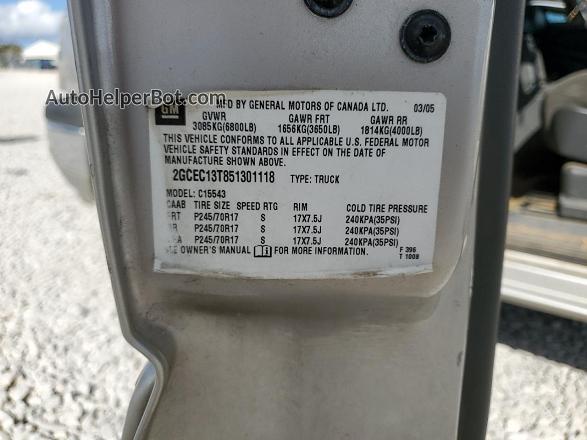 AutoHelperBot.com
GM
MFD BY GENERAL MOTORS OF CANADA LTD. 03/05
GVWR GAWR FRT GAWR RR
3085KG(6800LB) 1656KG(3650LB) 1814KG(4000LB)
THIS VEHICLE CONFORMS TO ALL APPLICABLE U.S. FEDERAL MOTOR
VEHICLE SAFETY STANDARDS IN EFFECT ON THE DATE OF
MANUFACTURE SHOWN ABOVE.
2GCEC13T851301118 TYPE: TRUCK
MODEL: C15543
TIRE SIZE SPEED RTG RIM COLD TIRE PRESSURE
FRT P245/70R17 S 17X7.5J 240KPA(35PSI)
RR P245/70R17 S 17X7.5J 240KPA(35PSI)
P245/70R17 S 17X7.5J 240KPA(35PSI)
OWNER'S MANUAL FOR MORE INFORMATION.
F 396
T 1009